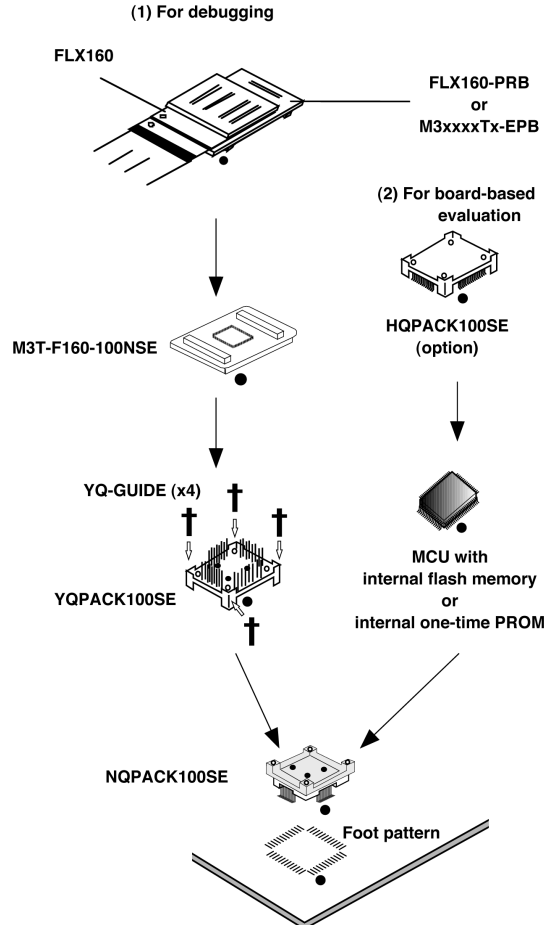 (1) For debugging
FLX160
FLX160-PRB
or
M3xxxxTx-EPB
(2) For board-based
evaluation
HQPACK100SE
(option)
M3T-F160-100NSE
YQ-GUIDE (x4)
YQPACK100SE
MCU with
internal flash memory
or
internal one-time PROM
NQPACK100SE
Foot pattern